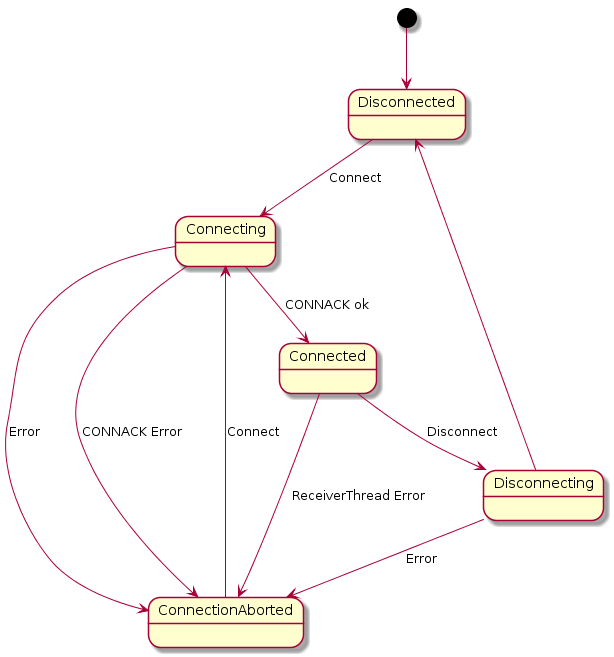 Disconnected
Connect
Connecting
CONNACK ok
Connected
Error
CONNACK Error
Connect
Disconnect
Disconnecting
ReceiverThread Error
Error
ConnectionAborted